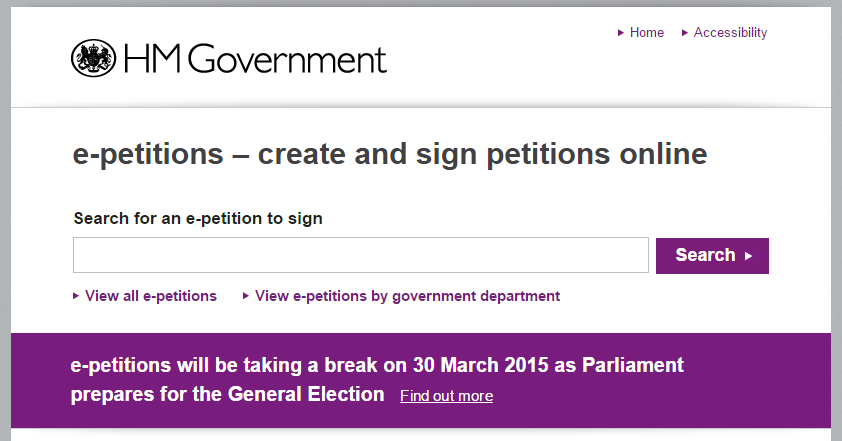 Home Accessibility
HM Government
e-petitions – create and sign petitions online
Search for an e-petition to sign
Search
View all e-petitions View e-petitions by government department
e-petitions will be taking a break on 30 March 2015 as Parliament
prepares for the General Election Find out more